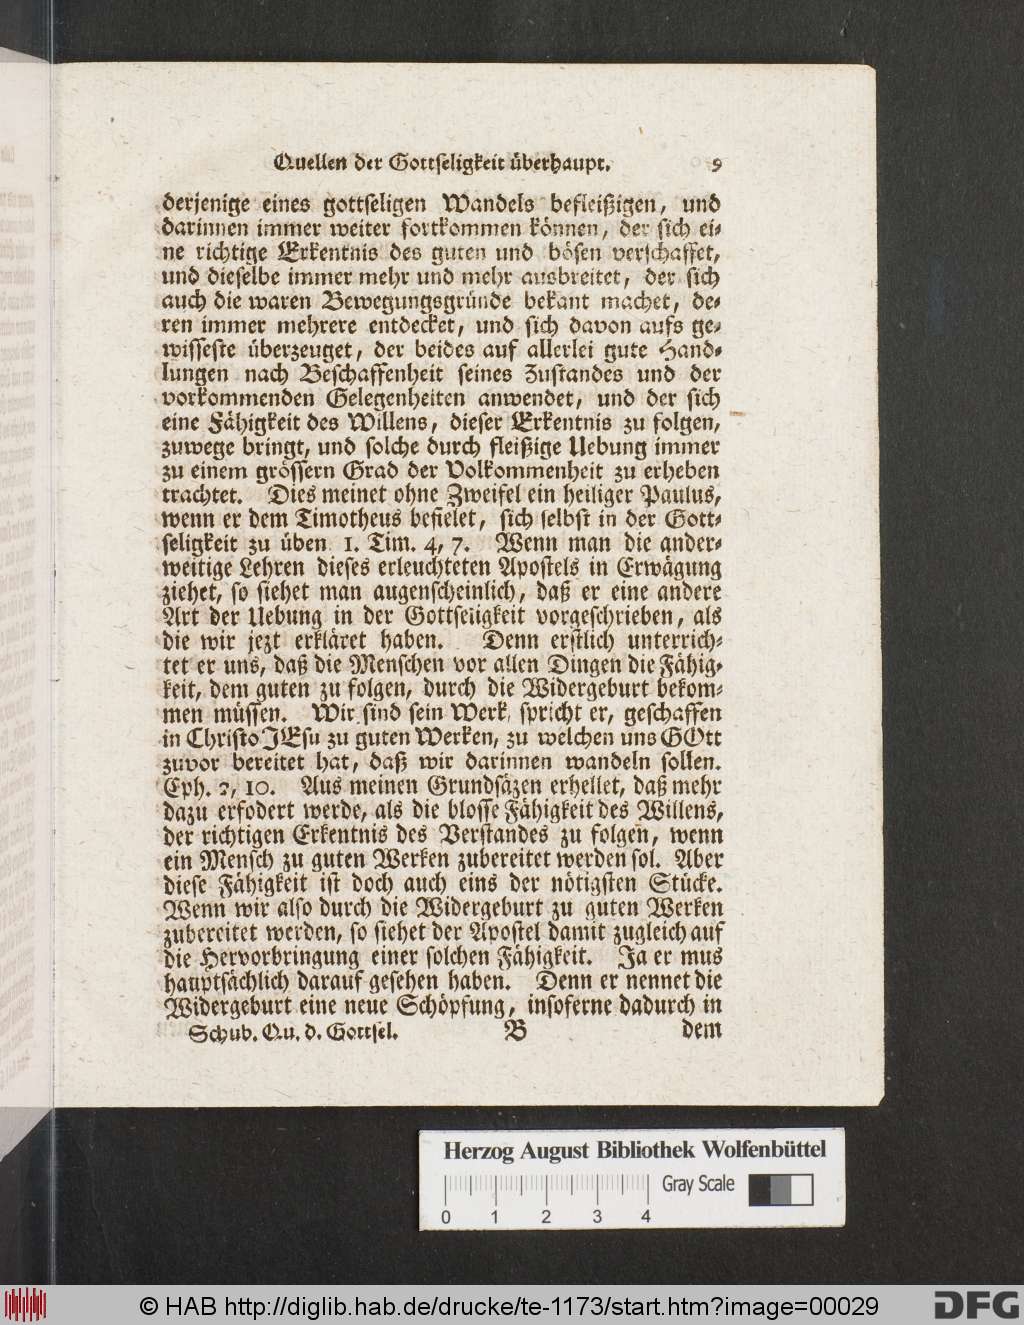 Quellen der Gottseligkeit überhaupt. 9
derjenige eines gottseligen Wandels befleißigen, und
darinnen immer weiter fortkommen können, der sich ei-
ne richtige Erkentnis des guten und bösen verschaffet,
und dieselbe immer mehr und mehr ausbreitet, der sich
auch die waren Bewegungsgründe bekant machet, de-
ren immer mehrere entdecket, und sich davon aufs ge-
wisseste überzeuget, der beides auf allerlei gute Hand-
lungen nach Beschaffenheit seines Zustandes und der
vorkommenden Gelegenheiten anwendet, und der sich
eine Fähigkeit des Willens, dieser Erkentnis zu folgen,
zuwege bringt, und solche durch fleißige Uebung immer
zu einem grössern Grad der Volkommenheit zu erheben
trachtet. Dies meinet ohne Zweifel ein heiliger Paulus,
wenn er dem Timotheus befielet, sich selbst in der Gott-
seligkeit zu üben 1. Tim. 4, 7. Wenn man die ander-
weitige Lehren dieses erleuchteten Apostels in Erwägung
ziehet, so siehet man augenscheinlich, daß er eine andere
Art der Uebung in der Gottseligkeit vorgeschrieben, als
die wir jezt erkläret haben. Denn erstlich unterrich-
tet er uns, daß die Menschen vor allen Dingen die Fähig-
keit, dem guten zu folgen, durch die Widergeburt bekom-
men müssen. Wir sind sein Werk, spricht er, geschaffen
in Christo JEsu zu guten Werken, zu welchen uns GOtt
zuvor bereitet hat, daß wir darinnen wandeln sollen.
Eph. 2, 10. Aus meinen Grundsäzen erhellet, daß mehr
dazu erfodert werde, als die blosse Fähigkeit des Willens,
der richtigen Erkentnis des Verstandes zu folgen, wenn
ein Mensch zu guten Werken zubereitet werden sol. Aber
diese Fähigkeit ist doch auch eins der nötigsten Stücke.
Wenn wir also durch die Widergeburt zu guten Werken
zubereitet werden, so siehet der Apostel damit zugleich auf
die Hervorbringung einer solchen Fähigkeit. Ja er mus
hauptsächlich darauf gesehen haben. Denn er nennet die
Widergeburt eine neue Schöpfung, insoferne dadurch in
Schub. Qu. d. Gottsel. B dem
Herzog August Bibliothek Wolfenbüttel
Gray Scale
0 1 2 3 4
© HAB http://diglib.hab.de/drucke/te-1173/start.htm?image=00029
DFG